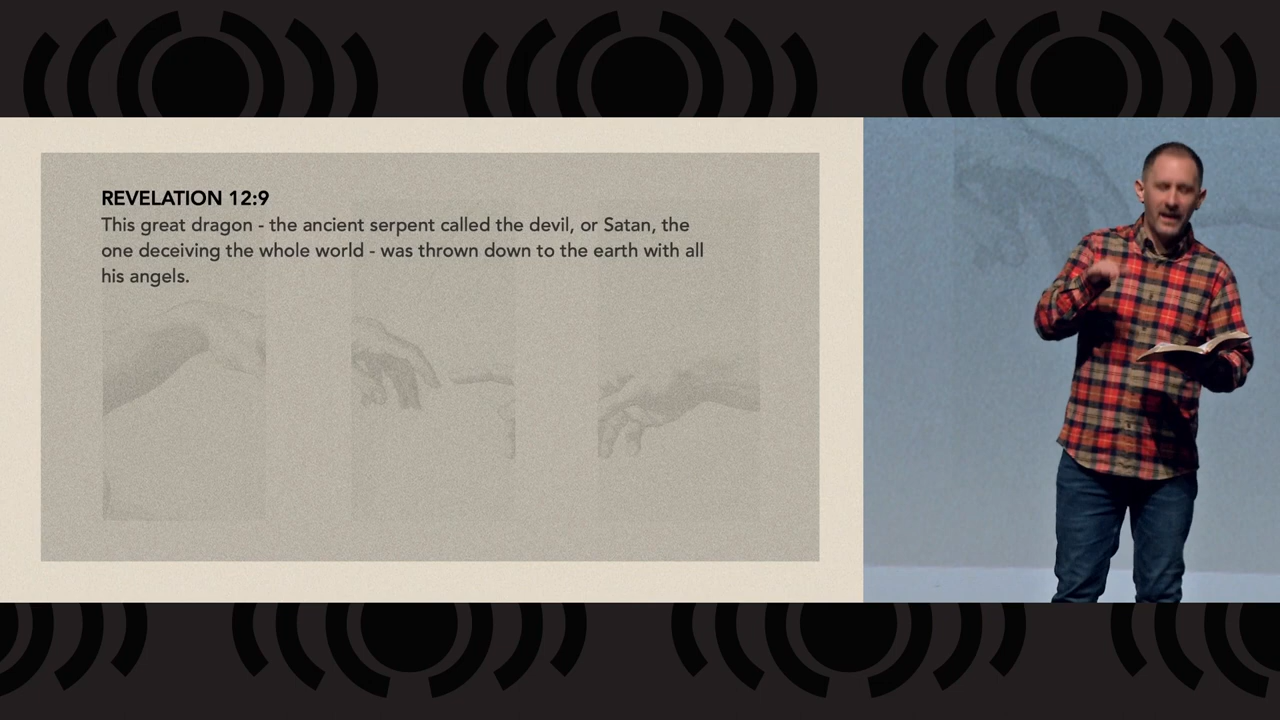 REVELATION 12:9
This great dragon - the ancient serpent called the devil, or Satan, the
one deceiving the whole world - was thrown down to the earth with all
his angels.